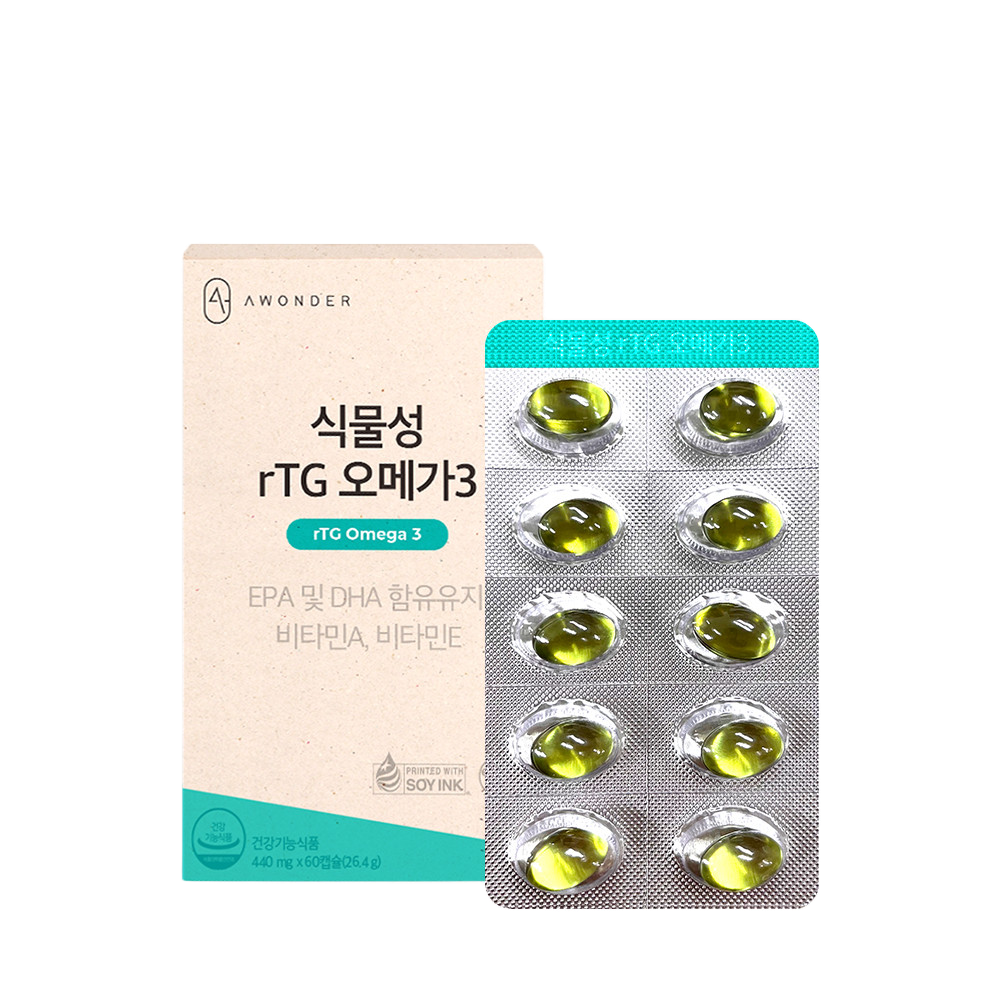 AWONDER
식물성
rTG 오메가3
rTG Omega 3
EPA 및 DHA 함유유지
비타민A, 비타민E
PRINTED WITH
SOY INK
건강
기능식품
건강기능식품
440 mg x 60캡슐(26.4 g)
식물성 rTG 오메가3